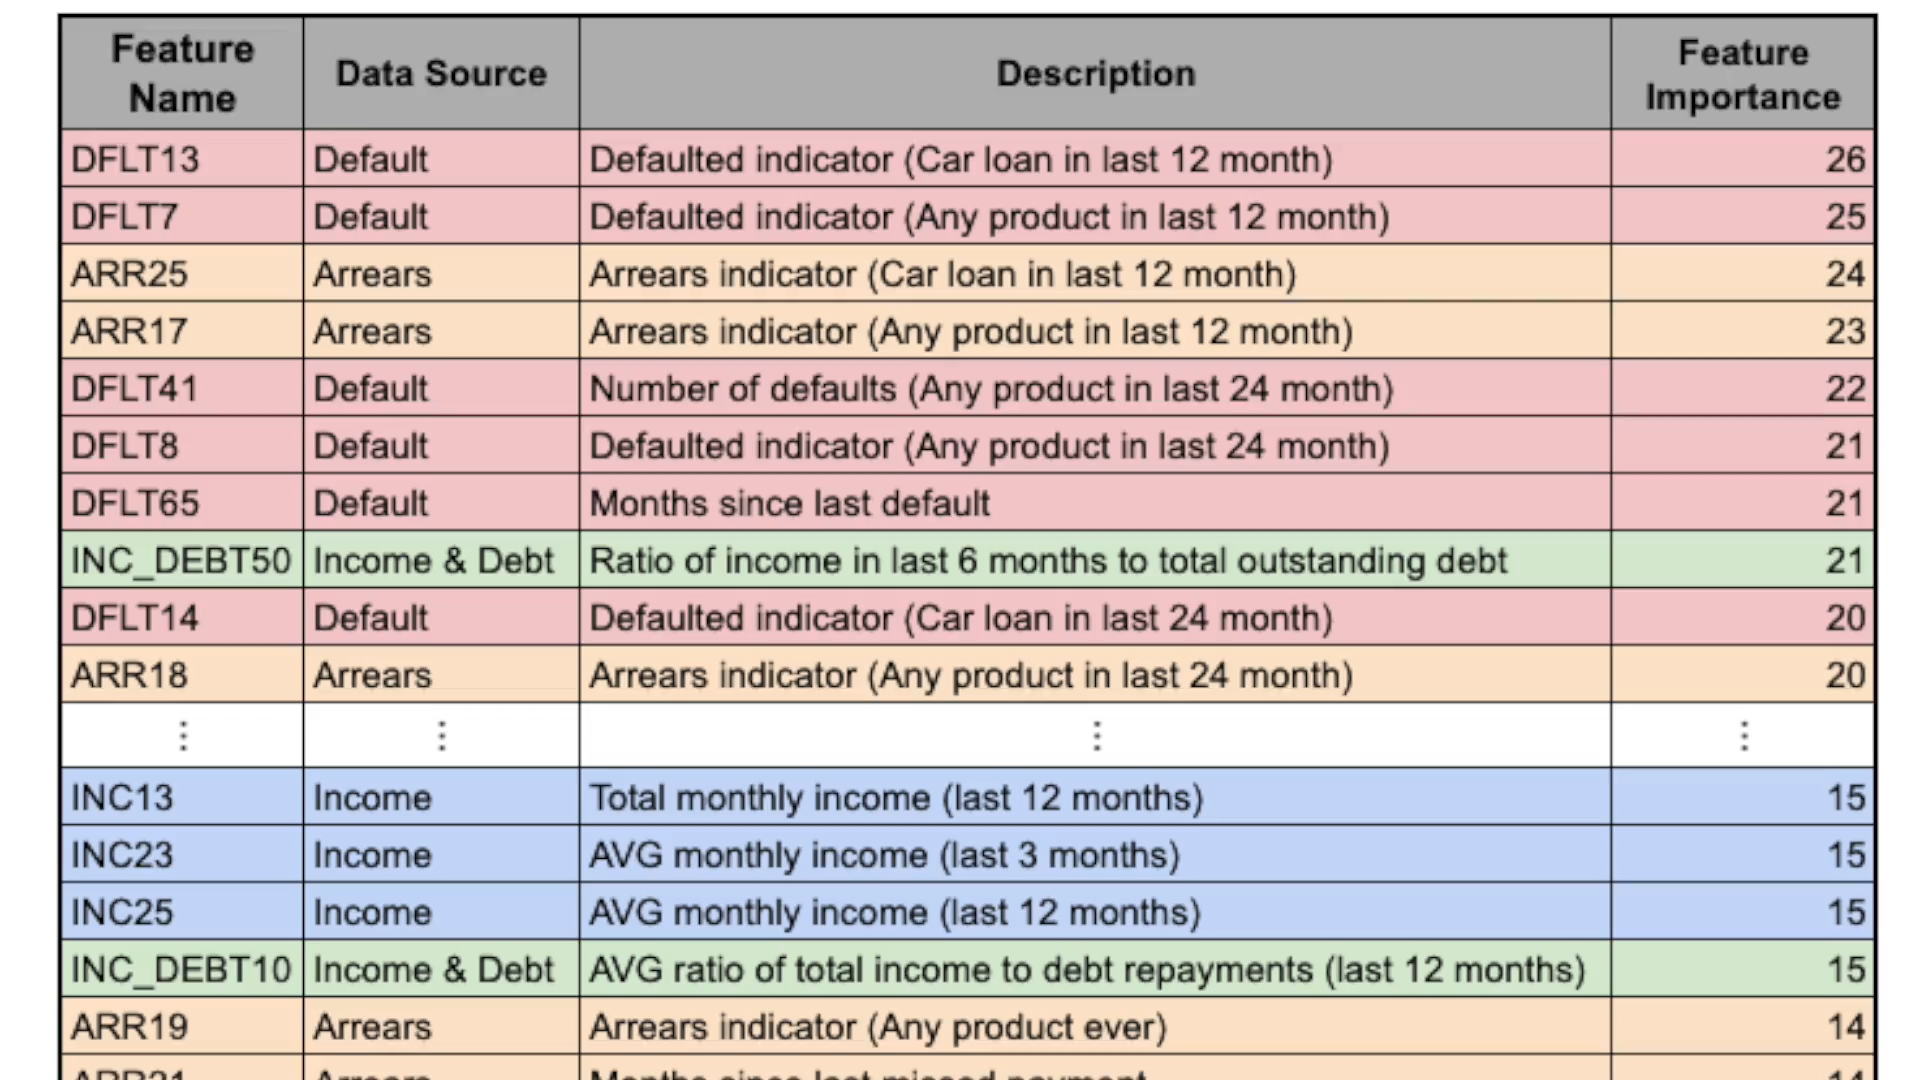 Feature Name Data Source Description Feature Importance
DFLT13 Default Defaulted indicator (Car loan in last 12 month) 26
DFLT7 Default Defaulted indicator (Any product in last 12 month) 25
ARR25 Arrears Arrears indicator (Car loan in last 12 month) 24
ARR17 Arrears Arrears indicator (Any product in last 12 month) 23
DFLT41 Default Number of defaults (Any product in last 24 month) 22
DFLT8 Default Defaulted indicator (Any product in last 24 month) 21
DFLT65 Default Months since last default 21
INC_DEBT50 Income & Debt Ratio of income in last 6 months to total outstanding debt 21
DFLT14 Default Defaulted indicator (Car loan in last 24 month) 20
ARR18 Arrears Arrears indicator (Any product in last 24 month) 20
⋮ ⋮ ⋮ ⋮
INC13 Income Total monthly income (last 12 months) 15
INC23 Income AVG monthly income (last 3 months) 15
INC25 Income AVG monthly income (last 12 months) 15
INC_DEBT10 Income & Debt AVG ratio of total income to debt repayments (last 12 months) 15
ARR19 Arrears Arrears indicator (Any product ever) 14
Arrears Months since last missed payment 14